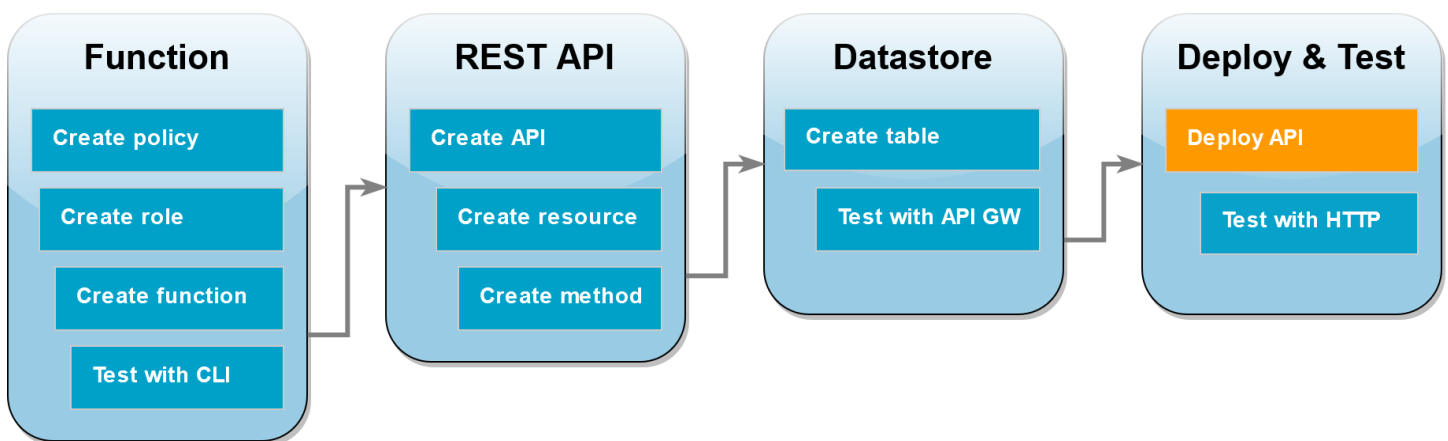 Function
Create policy
Create role
Create function
Test with CLI
REST API
Create API
Create resource
Create method
Datastore
Create table
Test with API GW
Deploy & Test
Deploy API
Test with HTTP